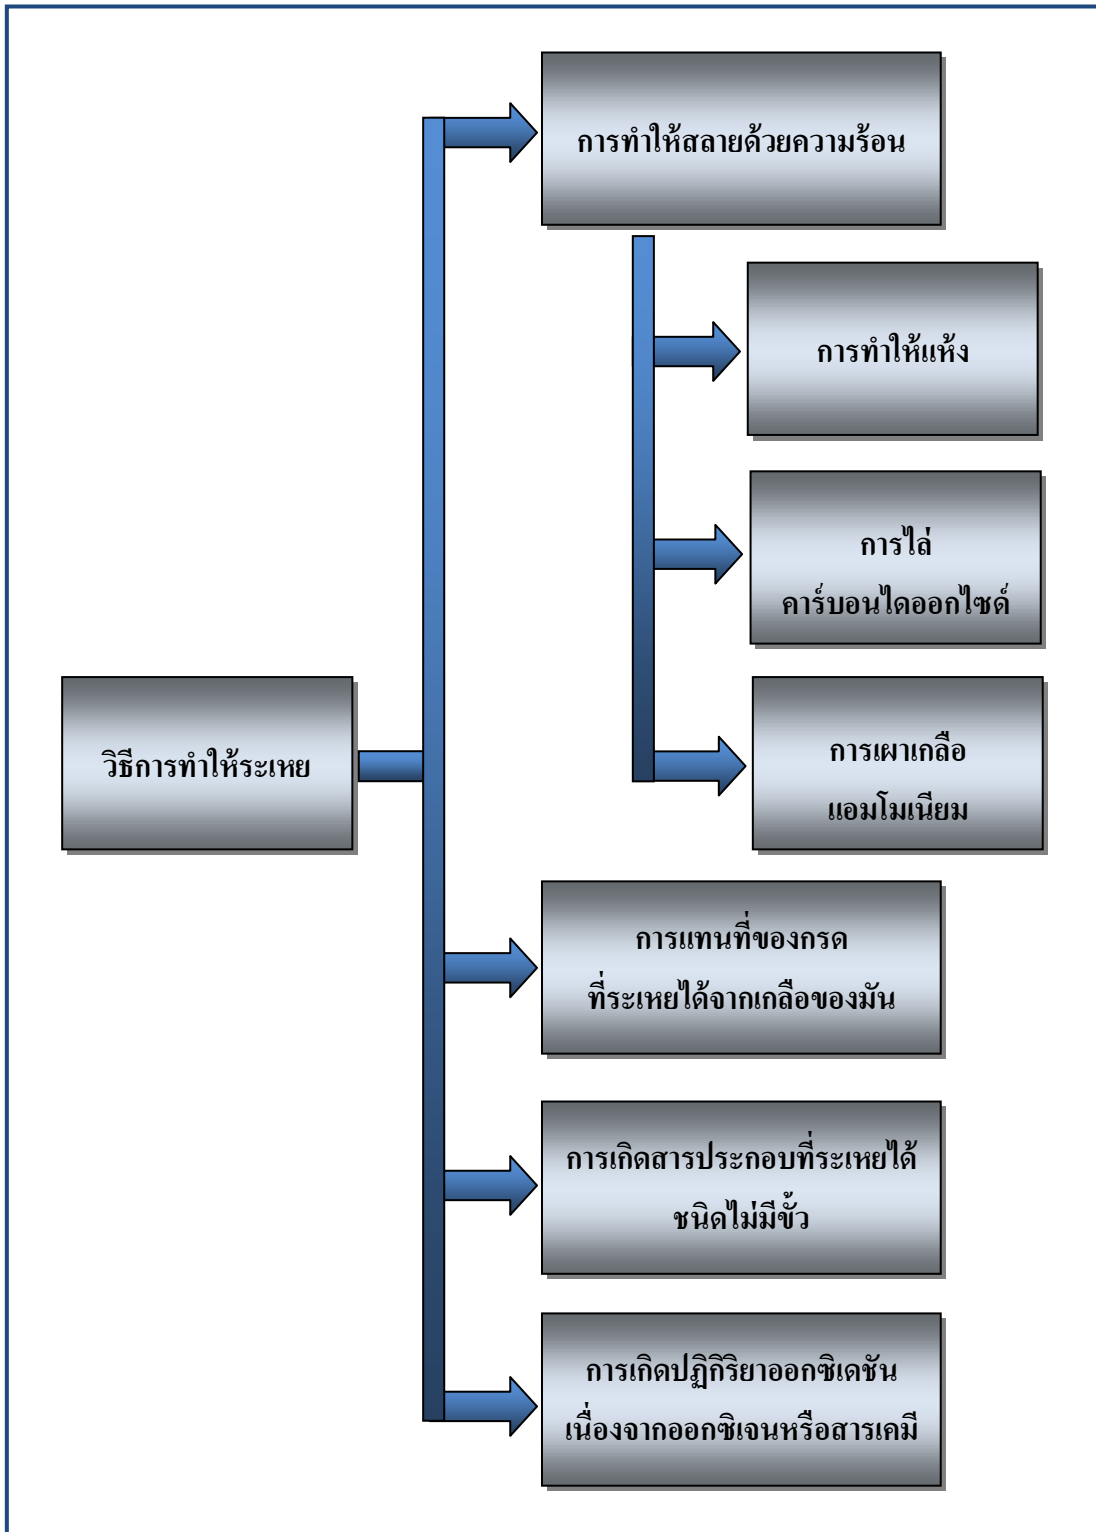 การทำให้สลายด้วยความร้อน
การทำให้แห้ง
การไล่
คาร์บอนไดออกไซด์
การเผาเกลือ
แอมโมเนียม
วิธีการทำให้ระเหย
การแทนที่ของกรด
ที่ระเหยได้จากเกลือของมัน
การเกิดสารประกอบที่ระเหยได้
ชนิดไม่มีขั้ว
การเกิดปฏิกิริยาออกซิเดชัน
เนื่องจากออกซิเจนหรือสารเคมี